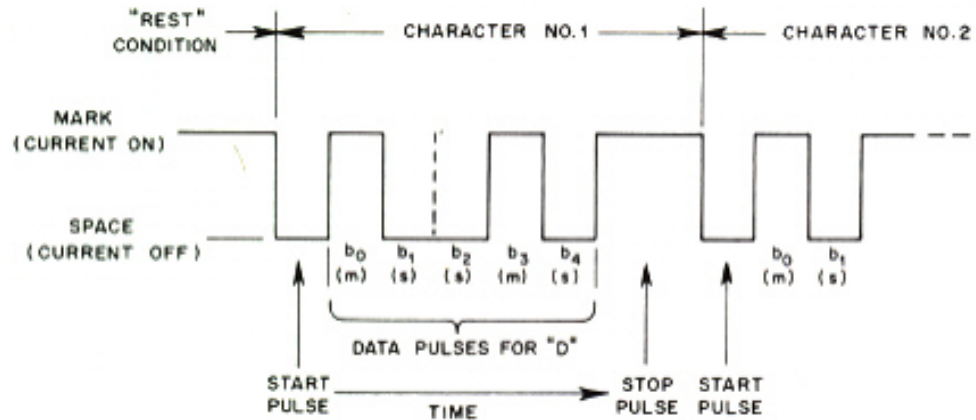 "REST"
CONDITION
CHARACTER NO.1
CHARACTER NO.2
MARK
(CURRENT ON)
SPACE
(CURRENT OFF)
b0 b1 b2 b3 b4 b0 b1
(m) (s) (s) (m) (s) (m) (s)
DATA PULSES FOR "D"
START
PULSE
TIME
STOP
PULSE
START
PULSE